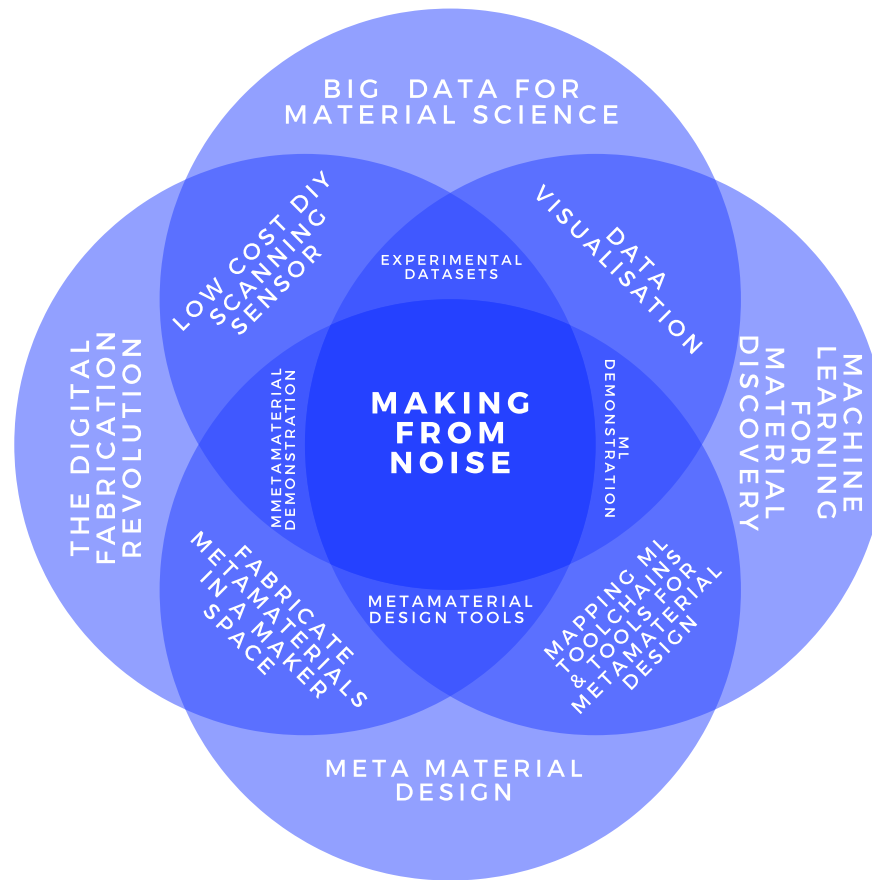 BIG DATA FOR
MATERIAL SCIENCE
LOW COST DIY
SCANNING
SENSOR
DATA
VISUALISATION
EXPERIMENTAL
DATASETS
THE DIGITAL
FABRICATION
REVOLUTION
MMETAMATERIAL
DEMONSTRATION
MAKING
FROM
NOISE
ML
DEMONSTRATION
MACHINE
LEARNING
FOR
MATERIAL
DISCOVERY
FABRICATE
METAMATERIALS
IN A MAKER
SPACE
METAMATERIAL
DESIGN TOOLS
MAPPING ML
TOOLCHAINS
& TOOLS FOR
METAMATERIAL
DESIGN
META MATERIAL
DESIGN